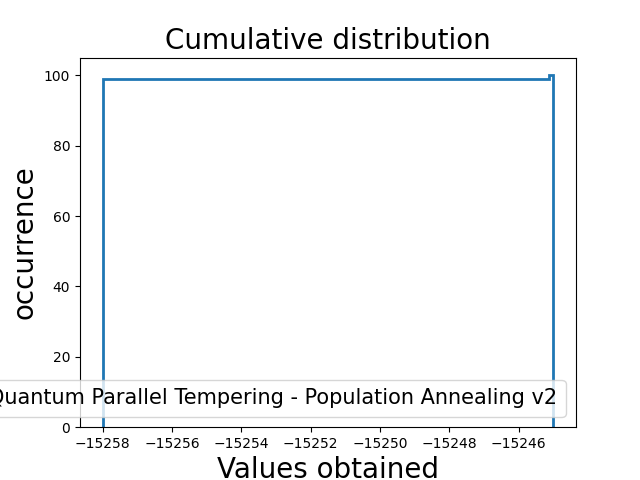 Cumulative distribution
100
80
60
40
20
0
occurrence
Quantum Parallel Tempering - Population Annealing v2
−15258 −15256 −15254 −15252 −15250 −15248 −15246
Values obtained